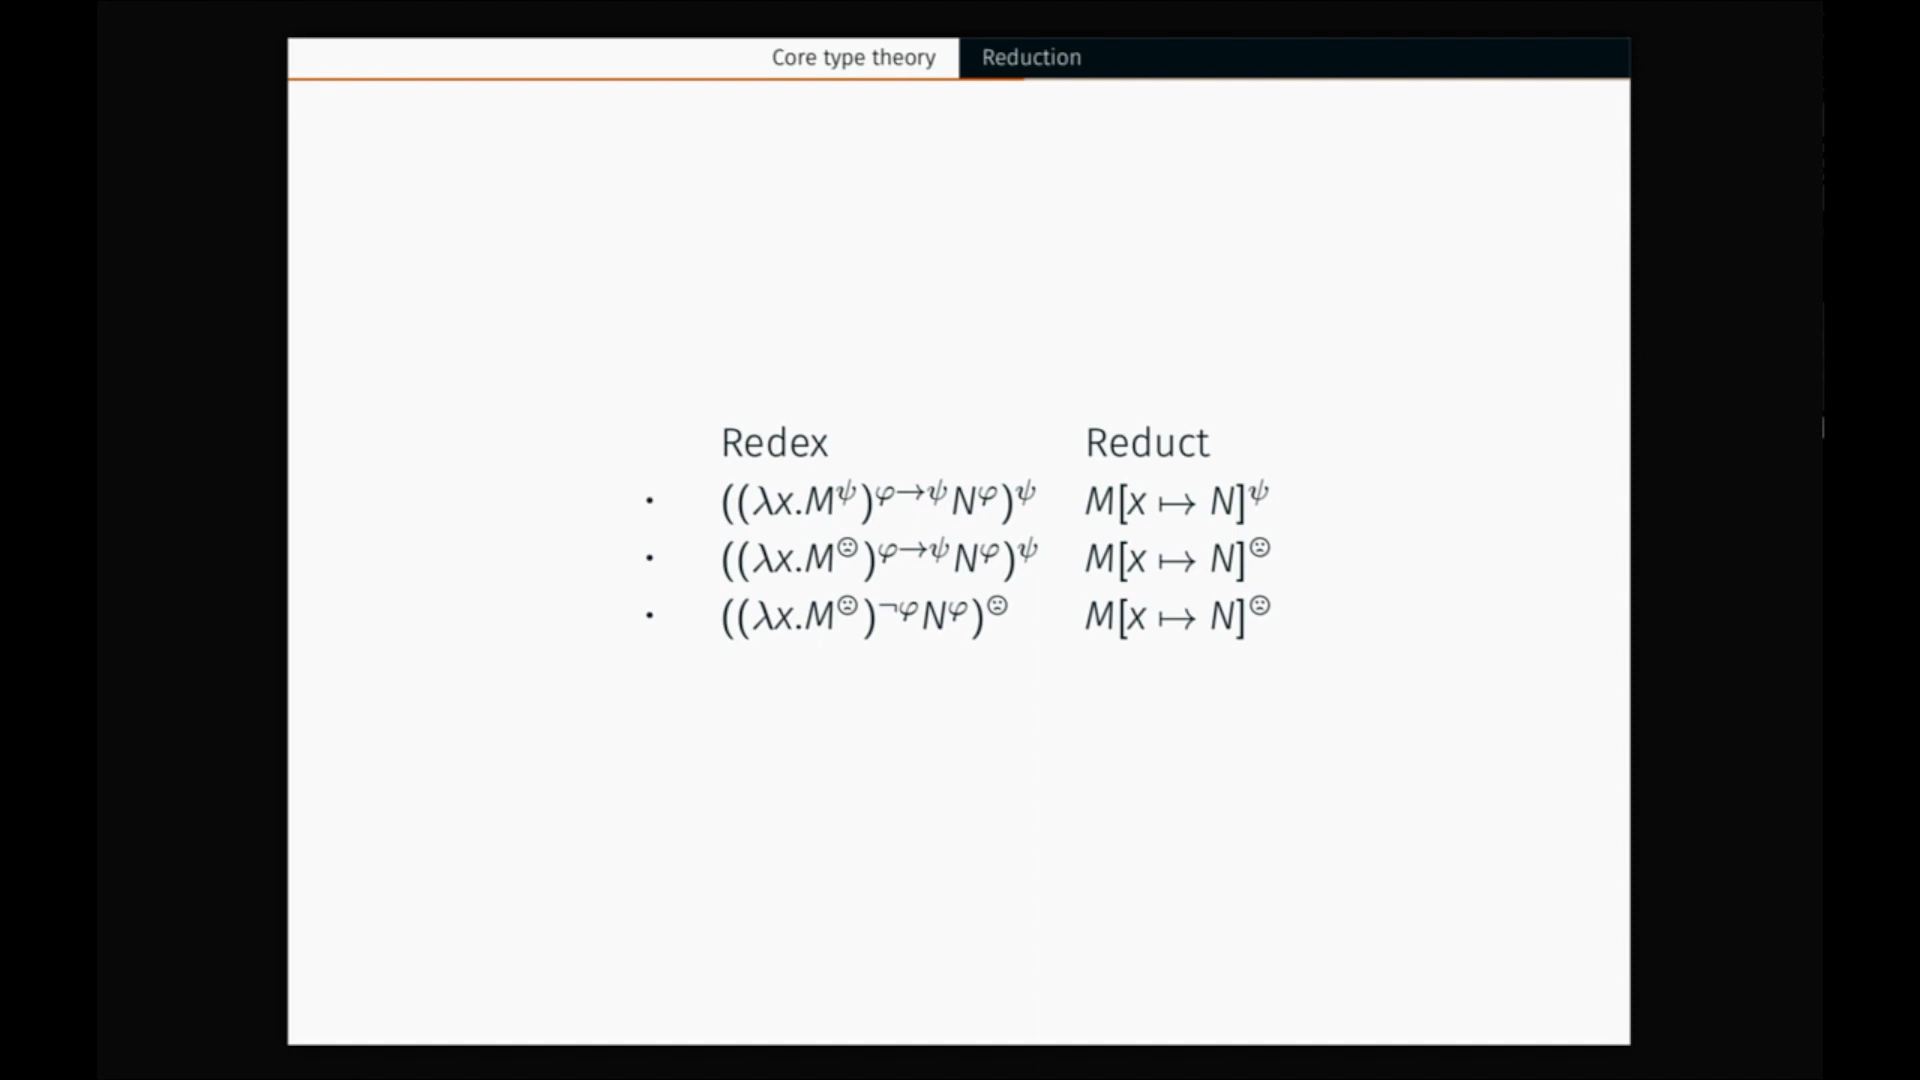 Core type theory Reduction
Redex Reduct
· ((λx.M^ψ)^{φ→ψ}N^φ)^ψ M[x ↦ N]^ψ
· ((λx.M^☹)^{φ→ψ}N^φ)^ψ M[x ↦ N]^☹
· ((λx.M^☹)^{¬φ}N^φ)^☹ M[x ↦ N]^☹